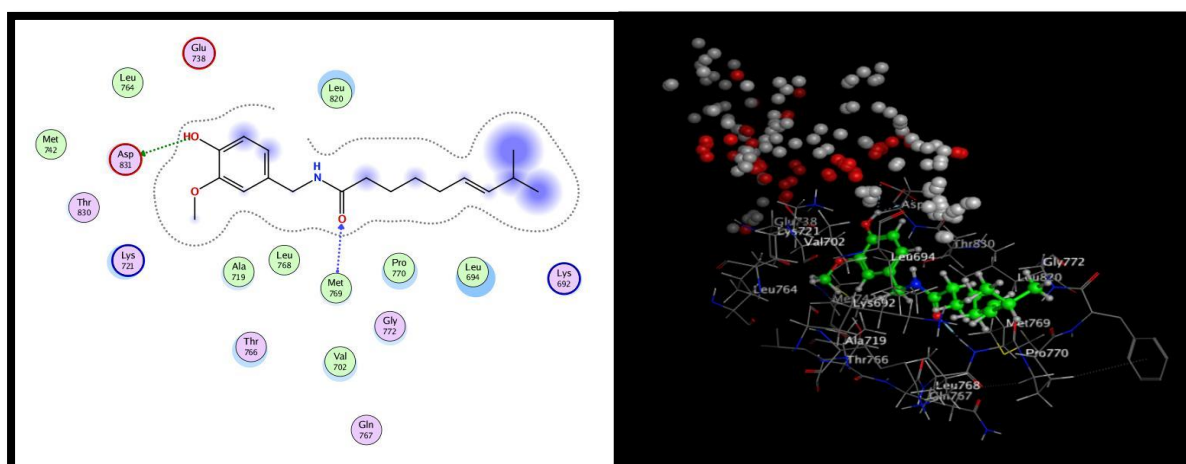 Glu
738
Leu
764
Leu
820
Met
742
HO
Asp
831
H
N
O
O
Thr
830
Lys
721
Ala
719
Leu
768
Met
769
Pro
770
Leu
694
Lys
692
Gly
772
Thr
766
Val
702
Gln
767
Asp
Glu738
Lys721
Val702
Thr830
Leu694
Gly772
Leu820
Leu764
Lys692
Met769
Ala719
Pro770
Thr766
Leu768
Gln767